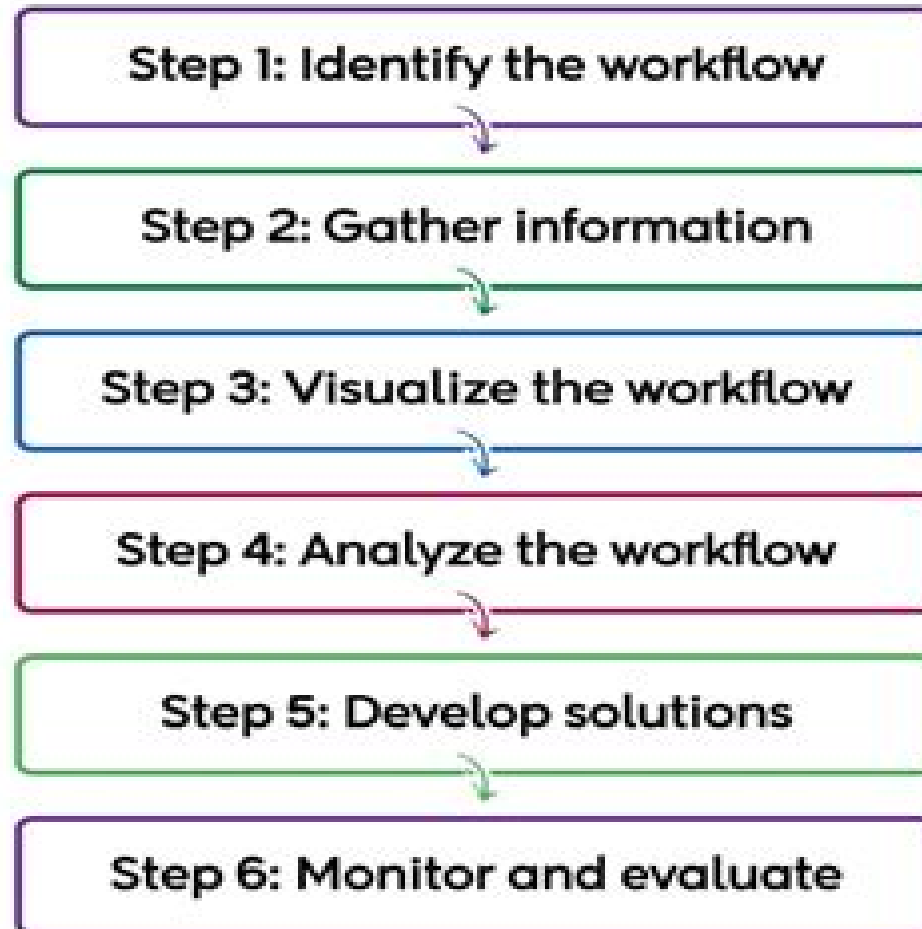 Step 1: Identify the workflow
Step 2: Gather information
Step 3: Visualize the workflow
Step 4: Analyze the workflow
Step 5: Develop solutions
Step 6: Monitor and evaluate